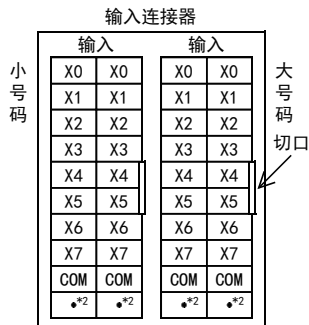 输入连接器
输入 输入
小号码
大号码
切口
X0 X0 X0 X0
X1 X1 X1 X1
X2 X2 X2 X2
X3 X3 X3 X3
X4 X4 X4 X4
X5 X5 X5 X5
X6 X6 X6 X6
X7 X7 X7 X7
COM COM COM COM
•*2 •*2 •*2 •*2